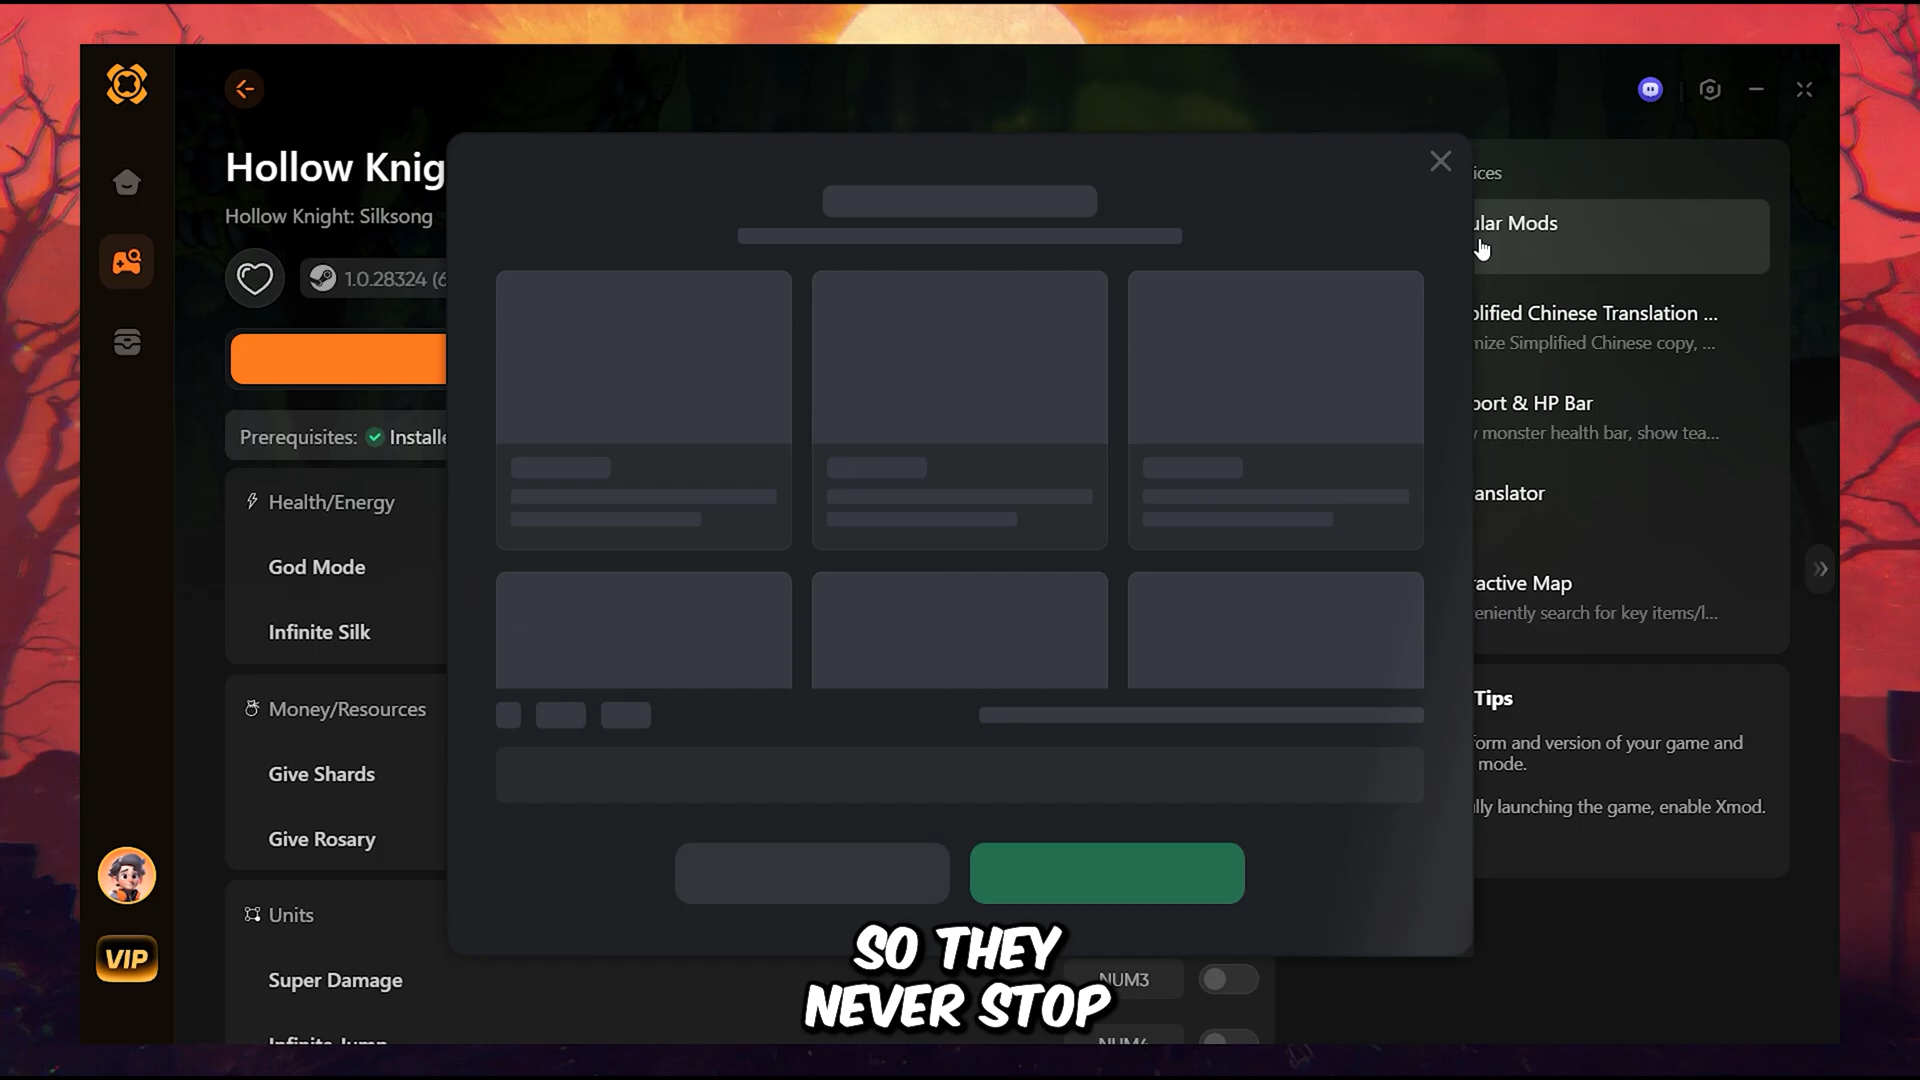 Hollow Knig
Hollow Knight: Silksong
1.0.28324 (6
Prerequisites: Installe
Health/Energy
God Mode
Infinite Silk
Money/Resources
Give Shards
Give Rosary
Units
Super Damage
NUM3
Infinite Jump
NUM4
VIP
ices
ular Mods
plified Chinese Translation ...
mize Simplified Chinese copy, ...
port & HP Bar
monster health bar, show tea...
anslator
ractive Map
eniently search for key items/l...
Tips
form and version of your game and
mode.
lly launching the game, enable Xmod.
SO THEY
NEVER STOP